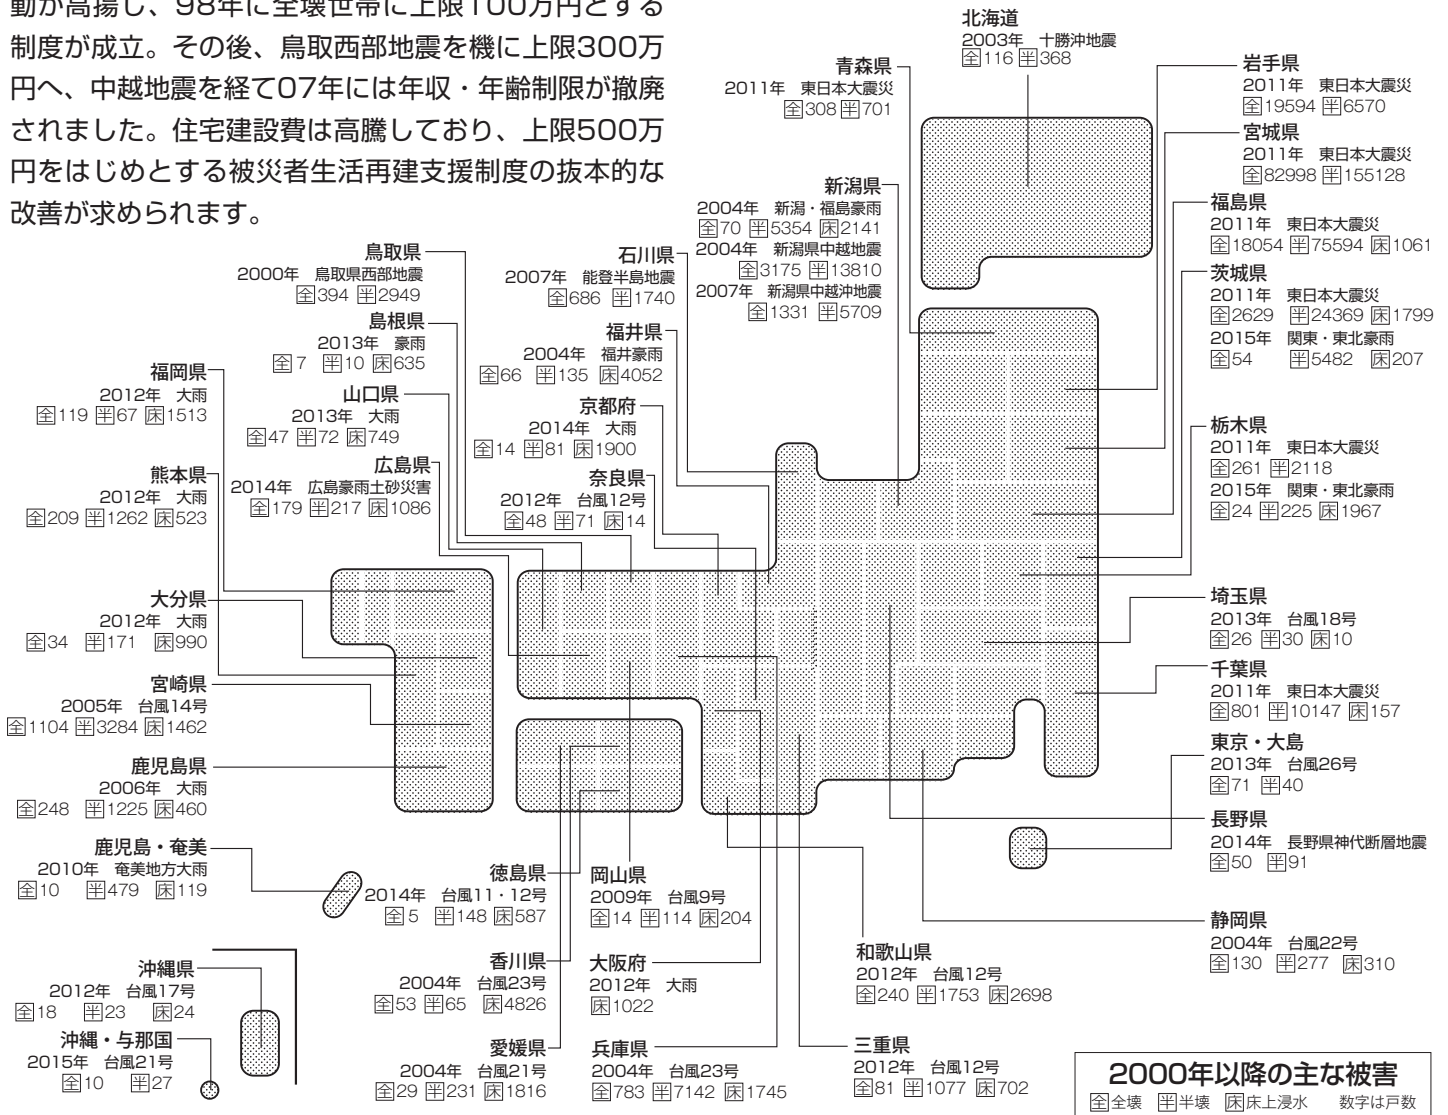 動が高揚し、98年に全壊世帯に上限100万円とする
制度が成立。その後、鳥取西部地震を機に上限300万
円へ、中越地震を経て07年には年収・年齢制限が撤廃
されました。住宅建設費は高騰しており、上限500万
円をはじめとする被災者生活再建支援制度の抜本的な
改善が求められます。
北海道
2003年 十勝沖地震
全116 半368
青森県
2011年 東日本大震災
全308 半701
岩手県
2011年 東日本大震災
全19594 半6570
宮城県
2011年 東日本大震災
全82998 半155128
福島県
2011年 東日本大震災
全18054 半75594 床1061
茨城県
2011年 東日本大震災
全2629 半24369 床1799
2015年 関東・東北豪雨
全54 半5482 床207
栃木県
2011年 東日本大震災
全261 半2118
2015年 関東・東北豪雨
全24 半225 床1967
埼玉県
2013年 台風18号
全26 半30 床10
千葉県
2011年 東日本大震災
全801 半10147 床157
東京・大島
2013年 台風26号
全71 半40
長野県
2014年 長野県神代断層地震
全50 半91
静岡県
2004年 台風22号
全130 半277 床310
新潟県
2004年 新潟・福島豪雨
全70 半5354 床2141
2004年 新潟県中越地震
全3175 半13810
2007年 新潟県中越沖地震
全1331 半5709
石川県
2007年 能登半島地震
全686 半1740
福井県
2004年 福井豪雨
全66 半135 床4052
京都府
2014年 大雨
全14 半81 床1900
奈良県
2012年 台風12号
全48 半71 床14
鳥取県
2000年 鳥取県西部地震
全394 半2949
島根県
2013年 豪雨
全7 半10 床635
山口県
2013年 大雨
全47 半72 床749
広島県
2014年 広島豪雨土砂災害
全179 半217 床1086
福岡県
2012年 大雨
全119 半67 床1513
熊本県
2012年 大雨
全209 半1262 床523
大分県
2012年 大雨
全34 半171 床990
宮崎県
2005年 台風14号
全1104 半3284 床1462
鹿児島県
2006年 大雨
全248 半1225 床460
鹿児島・奄美
2010年 奄美地方大雨
全10 半479 床119
沖縄県
2012年 台風17号
全18 半23 床24
沖縄・与那国
2015年 台風21号
全10 半27
徳島県
2014年 台風11・12号
全5 半148 床587
香川県
2004年 台風23号
全53 半65 床4826
愛媛県
2004年 台風21号
全29 半231 床1816
岡山県
2009年 台風9号
全14 半114 床204
大阪府
2012年 大雨
床1022
兵庫県
2004年 台風23号
全783 半7142 床1745
和歌山県
2012年 台風12号
全240 半1753 床2698
三重県
2012年 台風12号
全81 半1077 床702
2000年以降の主な被害
全全壊 半半壊 床床上浸水 数字は戸数